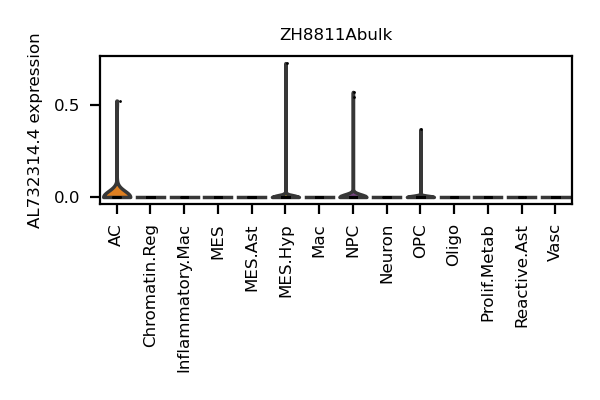 ZH8811Abulk
AL732314.4 expression
0.5
0.0
AC
Chromatin.Reg
Inflammatory.Mac
MES
MES.Ast
MES.Hyp
Mac
NPC
Neuron
OPC
Oligo
Prolif.Metab
Reactive.Ast
Vasc